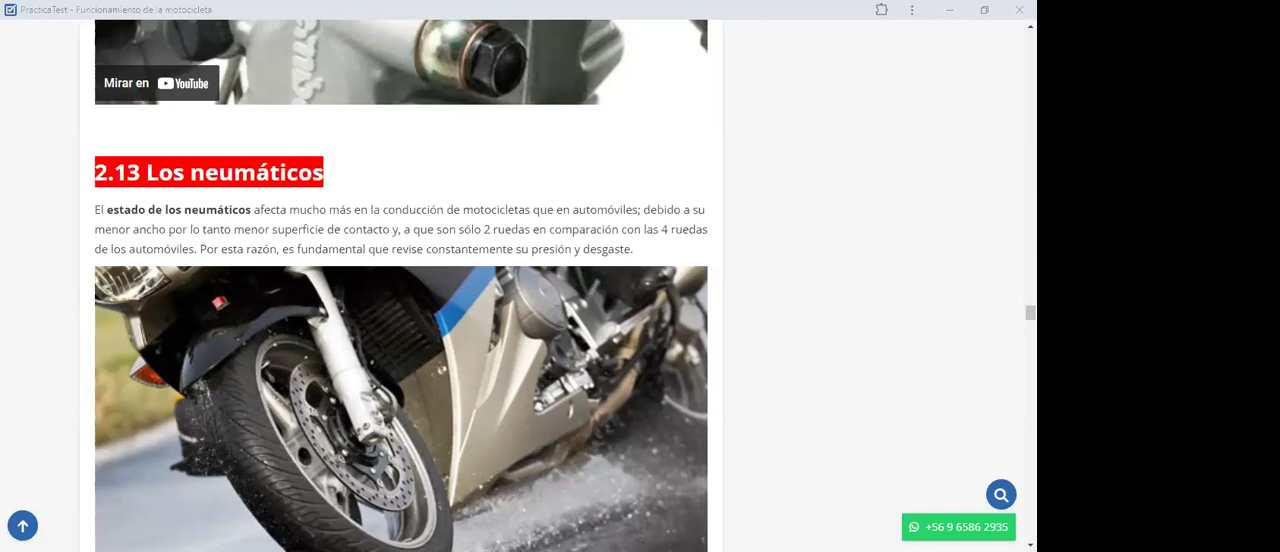 PracticaTest - Funcionamiento de la motocicleta
Mirar en YouTube
2.13 Los neumáticos
El estado de los neumáticos afecta mucho más en la conducción de motocicletas que en automóviles; debido a su
menor ancho por lo tanto menor superficie de contacto y, a que son sólo 2 ruedas en comparación con las 4 ruedas
de los automóviles. Por esta razón, es fundamental que revise constantemente su presión y desgaste.
+56 9 6586 2935